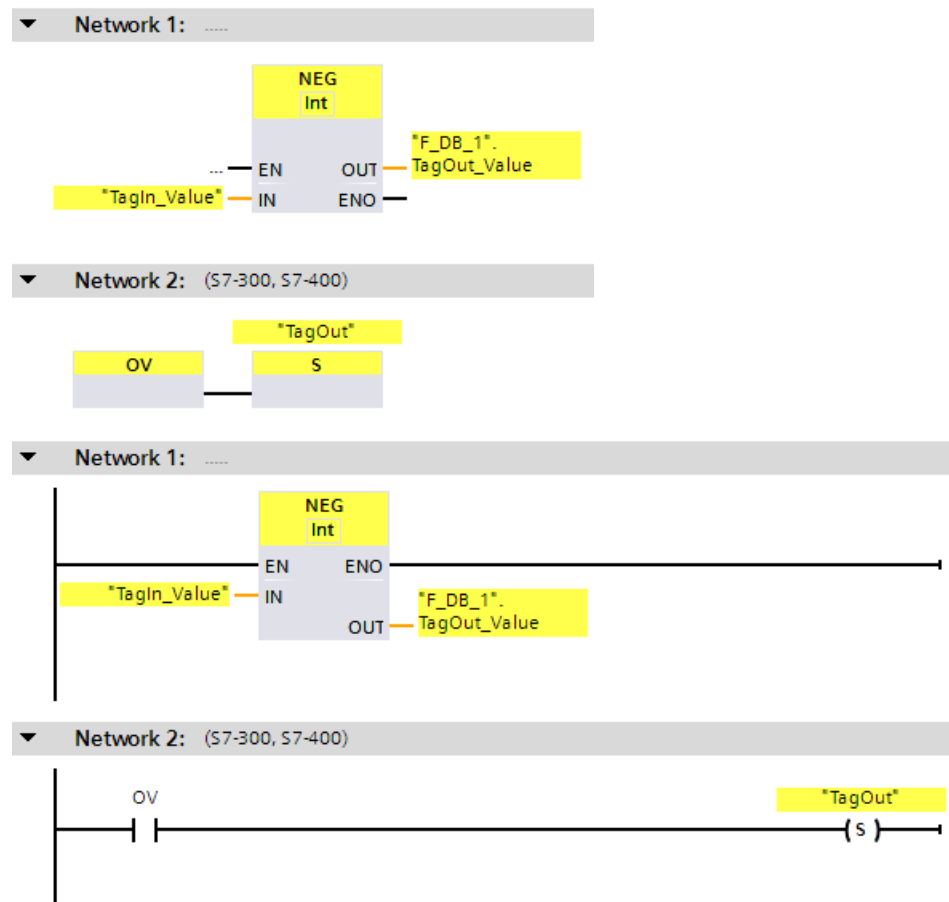 Network 1: .....
NEG
Int
"F_DB_1".
TagOut_Value
... EN OUT
"TagIn_Value" IN ENO
Network 2: (S7-300, S7-400)
"TagOut"
OV S
Network 1: .....
NEG
Int
EN ENO
"TagIn_Value" IN
"F_DB_1".
OUT TagOut_Value
Network 2: (S7-300, S7-400)
OV "TagOut"
S